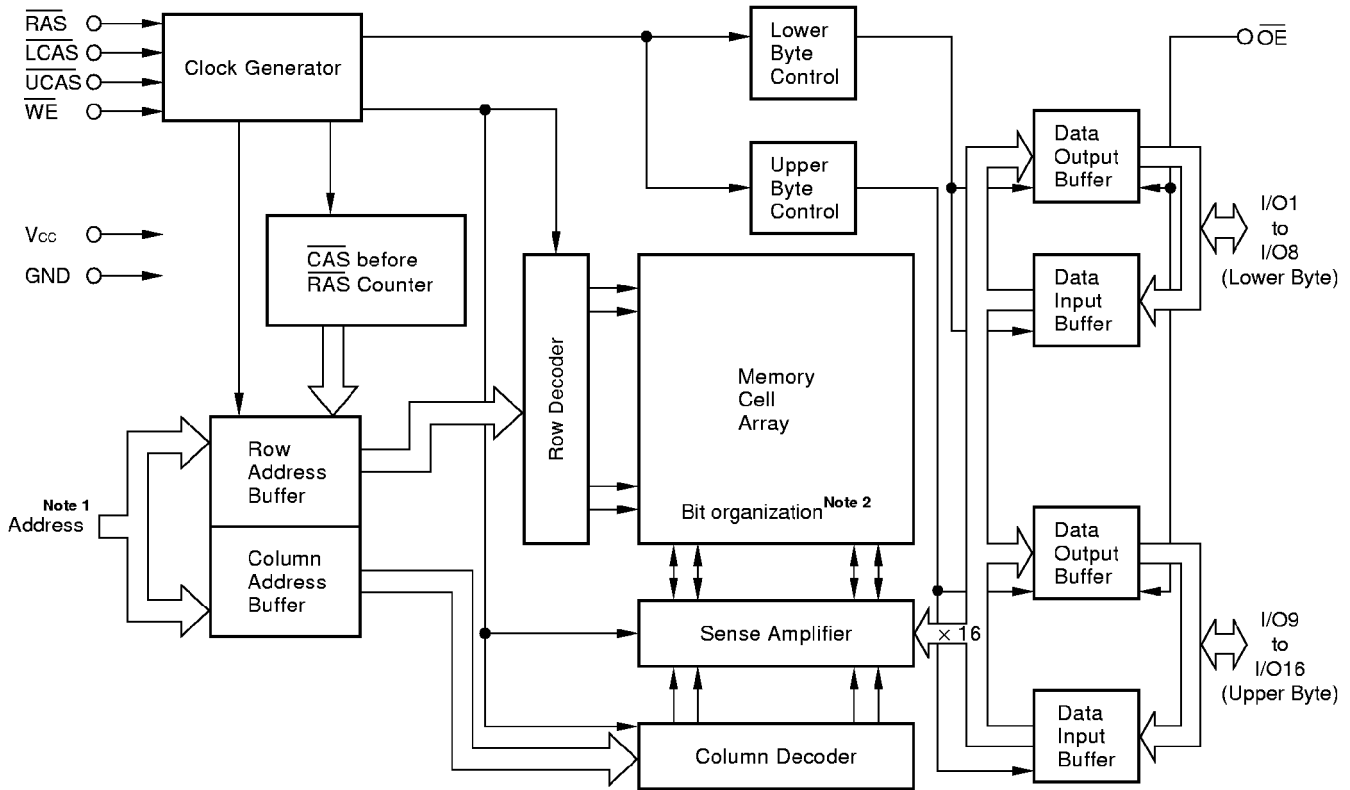 RAS
LCAS
UCAS
WE
Clock Generator
Lower
Byte
Control
OE
Upper
Byte
Control
Data
Output
Buffer
I/O1
to
I/O8
(Lower Byte)
VCC
GND
CAS before
RAS Counter
Data
Input
Buffer
Row Decoder
Memory
Cell
Array
Bit organization Note 2
Note 1
Address
Row
Address
Buffer
Column
Address
Buffer
Data
Output
Buffer
Sense Amplifier
× 16
I/O9
to
I/O16
(Upper Byte)
Column Decoder
Data
Input
Buffer